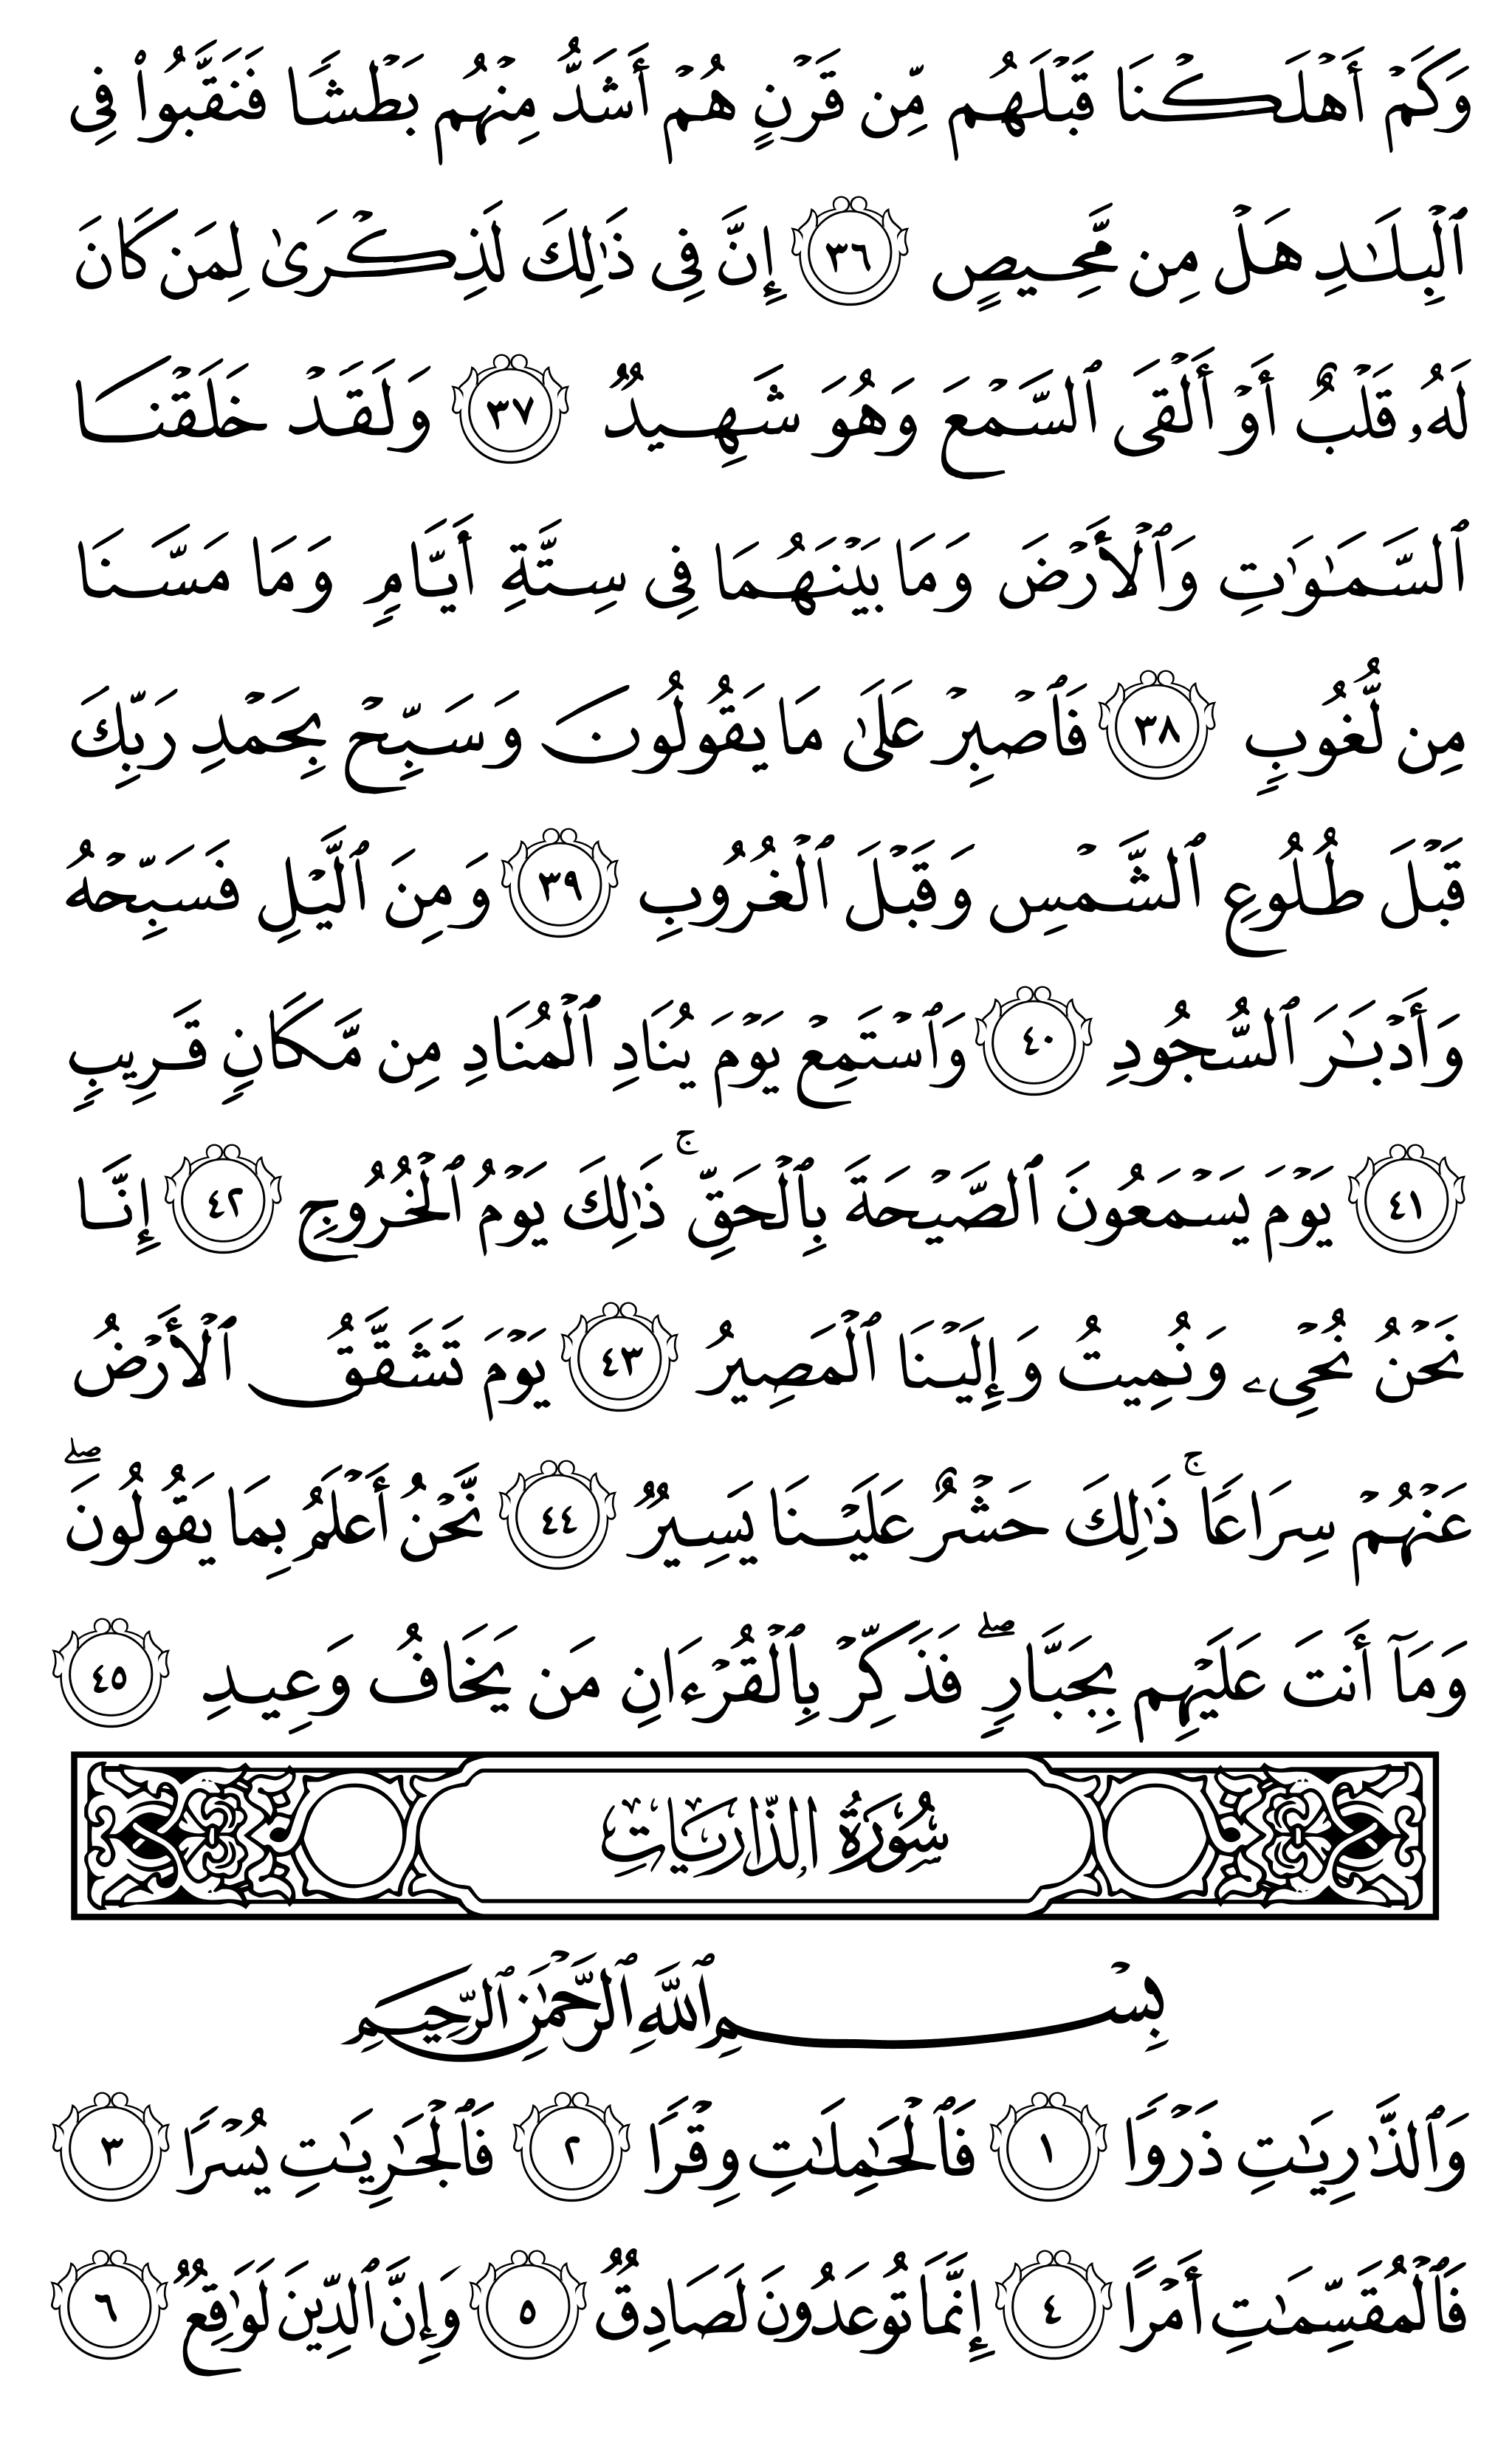 وَكَمْ أَهْلَكْنَا قَبْلَهُم مِّن قَرْنٍ هُمْ أَشَدُّ مِنْهُم بَطْشًا فَنَقَّبُوا۟ فِى
ٱلْبِلَـٰدِ هَلْ مِن مَّحِيصٍ ٣٦ إِنَّ فِى ذَٰلِكَ لَذِكْرَىٰ لِمَن كَانَ
لَهُۥ قَلْبٌ أَوْ أَلْقَى ٱلسَّمْعَ وَهُوَ شَهِيدٌ ٣٧ وَلَقَدْ خَلَقْنَا
ٱلسَّمَـٰوَٰتِ وَٱلْأَرْضَ وَمَا بَيْنَهُمَا فِى سِتَّةِ أَيَّامٍ وَمَا مَسَّنَا
مِن لُّغُوبٍ ٣٨ فَٱصْبِرْ عَلَىٰ مَا يَقُولُونَ وَسَبِّحْ بِحَمْدِ رَبِّكَ
قَبْلَ طُلُوعِ ٱلشَّمْسِ وَقَبْلَ ٱلْغُرُوبِ ٣٩ وَمِنَ ٱلَّيْلِ فَسَبِّحْهُ
وَأَدْبَـٰرَ ٱلسُّجُودِ ٤٠ وَٱسْتَمِعْ يَوْمَ يُنَادِ ٱلْمُنَادِ مِن مَّكَانٍ قَرِيبٍ
٤١ يَوْمَ يَسْمَعُونَ ٱلصَّيْحَةَ بِٱلْحَقِّ ۚ ذَٰلِكَ يَوْمُ ٱلْخُرُوجِ ٤٢ إِنَّا
نَحْنُ نُحْىِۦ وَنُمِيتُ وَإِلَيْنَا ٱلْمَصِيرُ ٤٣ يَوْمَ تَشَقَّقُ ٱلْأَرْضُ
عَنْهُمْ سِرَاعًا ۚ ذَٰلِكَ حَشْرٌ عَلَيْنَا يَسِيرٌ ٤٤ نَّحْنُ أَعْلَمُ بِمَا يَقُولُونَ ۖ
وَمَآ أَنتَ عَلَيْهِم بِجَبَّارٍ ۖ فَذَكِّرْ بِٱلْقُرْءَانِ مَن يَخَافُ وَعِيدِ ٤٥
سُورَةُ الذَّارِيَاتِ
بِسْمِ ٱللَّهِ ٱلرَّحْمَـٰنِ ٱلرَّحِيمِ
وَٱلذَّٰرِيَـٰتِ ذَرْوًا ١ فَٱلْحَـٰمِلَـٰتِ وِقْرًا ٢ فَٱلْجَـٰرِيَـٰتِ يُسْرًا ٣
فَٱلْمُقَسِّمَـٰتِ أَمْرًا ٤ إِنَّمَا تُوعَدُونَ لَصَادِقٌ ٥ وَإِنَّ ٱلدِّينَ لَوَٰقِعٌ ٦